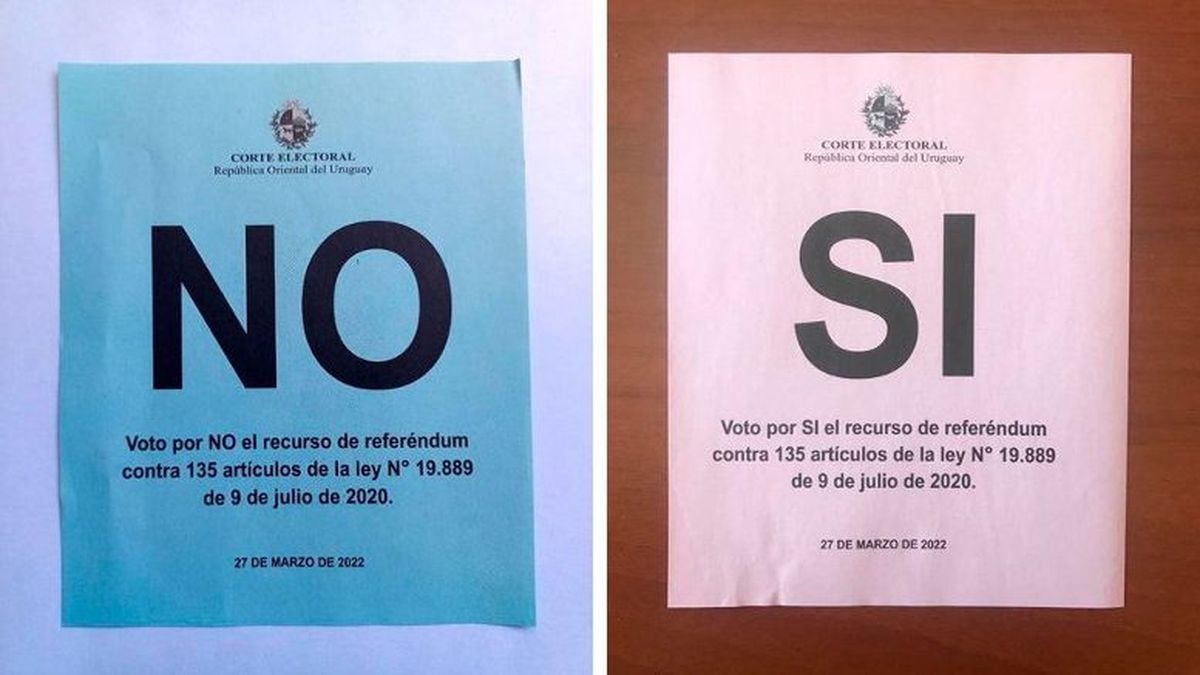 CORTE ELECTORAL
República Oriental del Uruguay
NO
Voto por NO el recurso de referéndum
contra 135 artículos de la ley N° 19.889
de 9 de julio de 2020.
27 DE MARZO DE 2022
CORTE ELECTORAL
República Oriental del Uruguay
SI
Voto por SI el recurso de referéndum
contra 135 artículos de la ley N° 19.889
de 9 de julio de 2020.
27 DE MARZO DE 2022